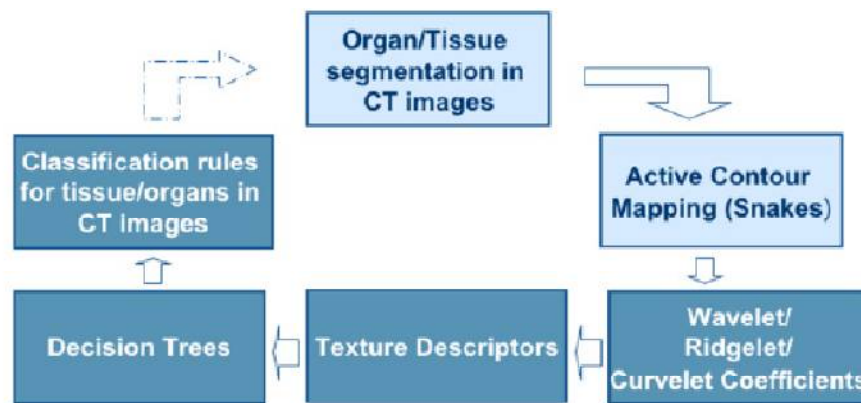 Organ/Tissue
segmentation in
CT images
Classification rules
for tissue/organs in
CT Images
Active Contour
Mapping (Snakes)
Decision Trees
Texture Descriptors
Wavelet/
Ridgelet/
Curvelet Coefficients